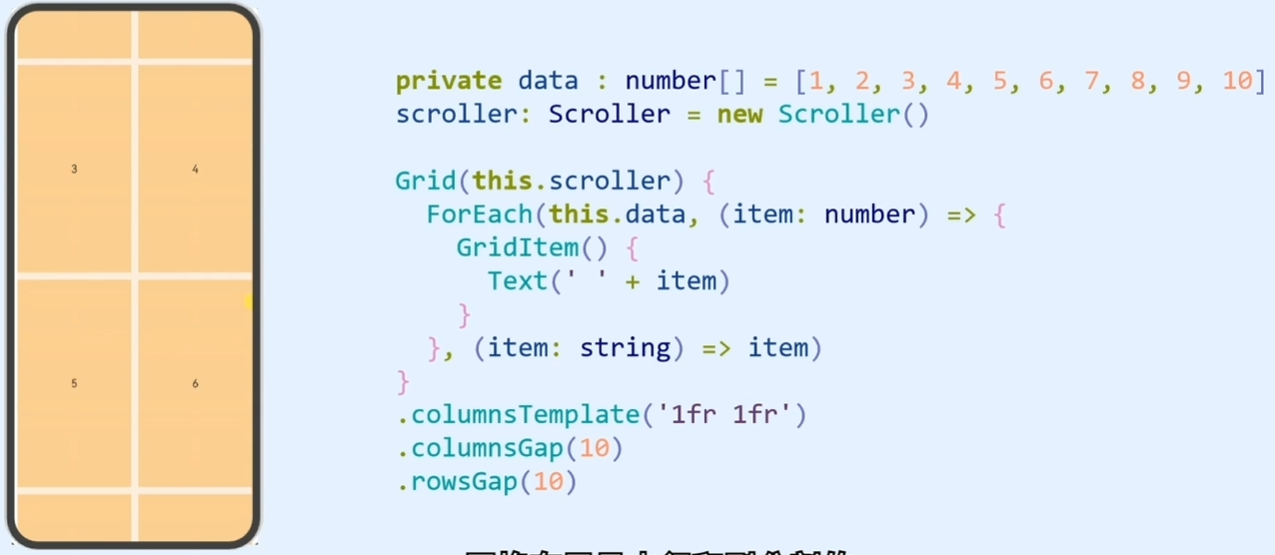 3 4
5 6
private data : number[] = [1, 2, 3, 4, 5, 6, 7, 8, 9, 10]
scroller: Scroller = new Scroller()
Grid(this.scroller) {
ForEach(this.data, (item: number) => {
GridItem() {
Text(' ' + item)
}
}, (item: string) => item)
}
.columnsTemplate('1fr 1fr')
.columnsGap(10)
.rowsGap(10)